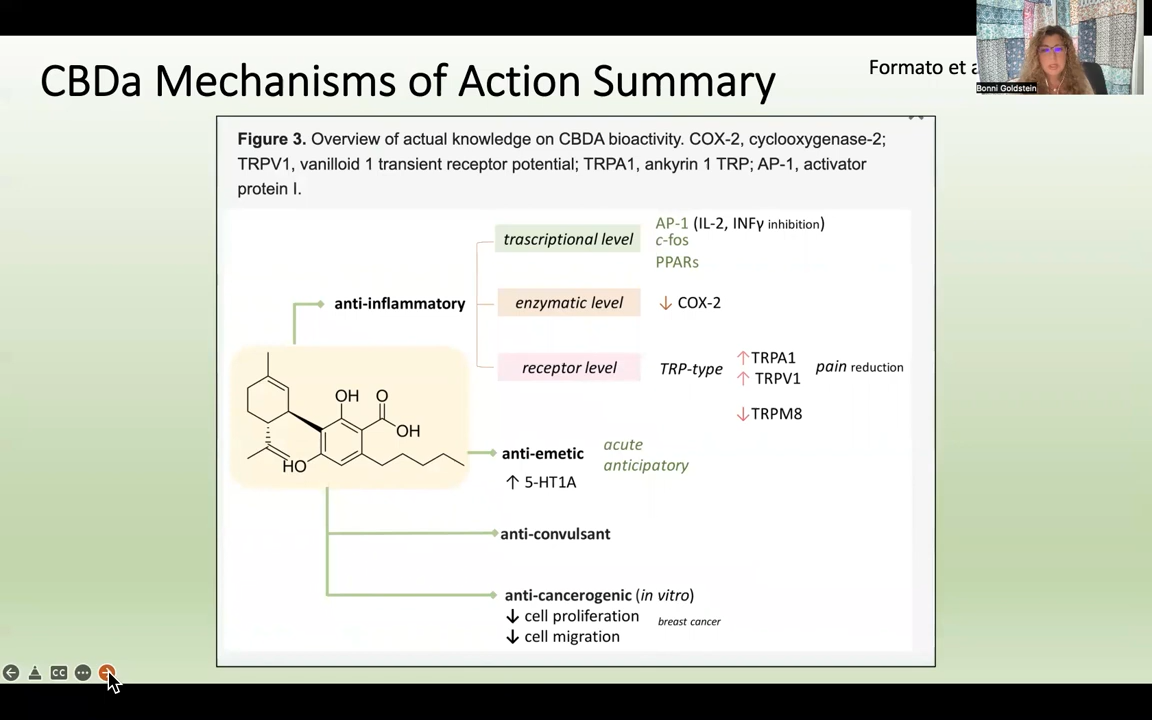 CBDa Mechanisms of Action Summary
Formato et a
Bonni Goldstein
Figure 3. Overview of actual knowledge on CBDA bioactivity. COX-2, cyclooxygenase-2;
TRPV1, vanilloid 1 transient receptor potential; TRPA1, ankyrin 1 TRP; AP-1, activator
protein I.
trascriptional level
AP-1 (IL-2, INFγ inhibition)
c-fos
PPARs
anti-inflammatory
enzymatic level
↓ COX-2
receptor level
TRP-type
↑TRPA1
↑ TRPV1
pain reduction
↓TRPM8
OH
O
OH
HO
anti-emetic
acute
anticipatory
↑ 5-HT1A
anti-convulsant
anti-cancerogenic (in vitro)
↓ cell proliferation
breast cancer
↓ cell migration
CC